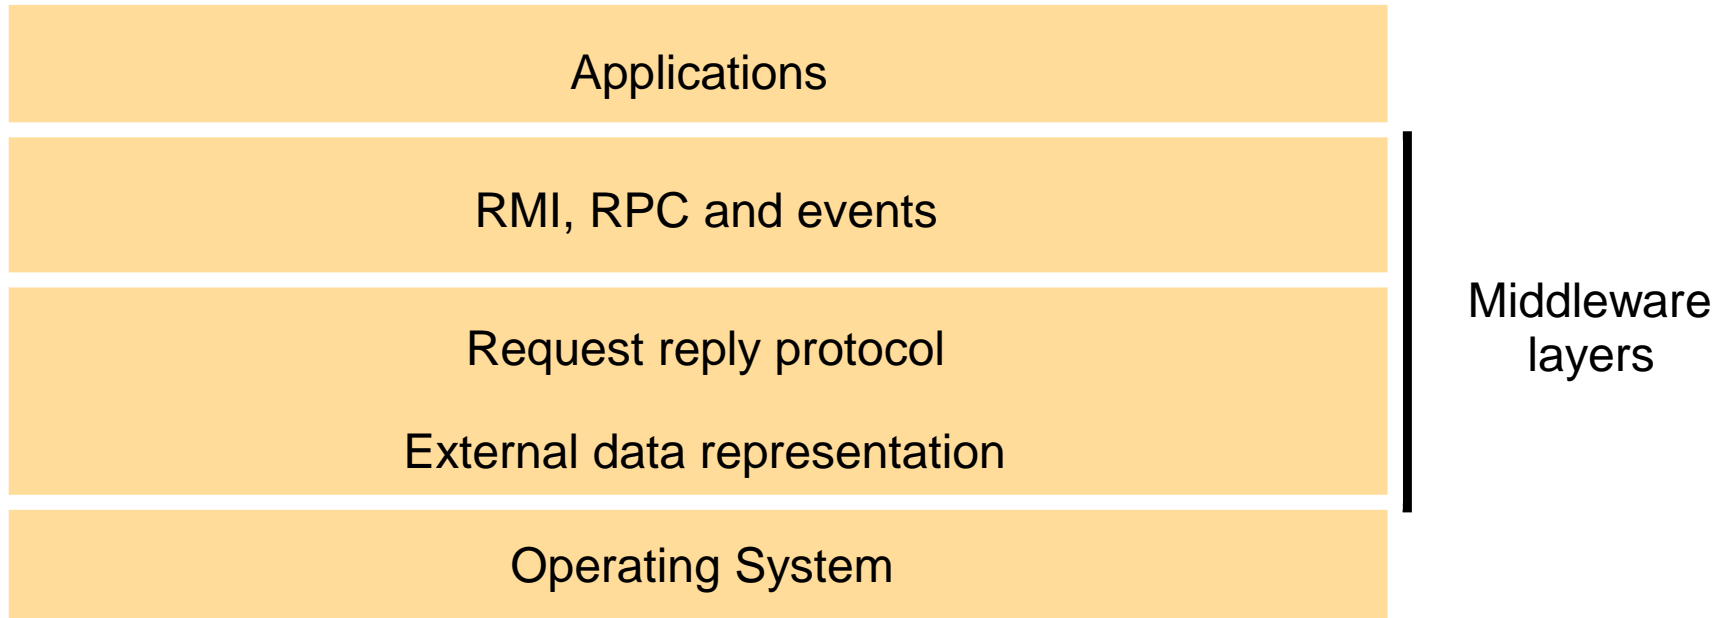 Applications
RMI, RPC and events
Request reply protocol
External data representation
Operating System
Middleware
layers